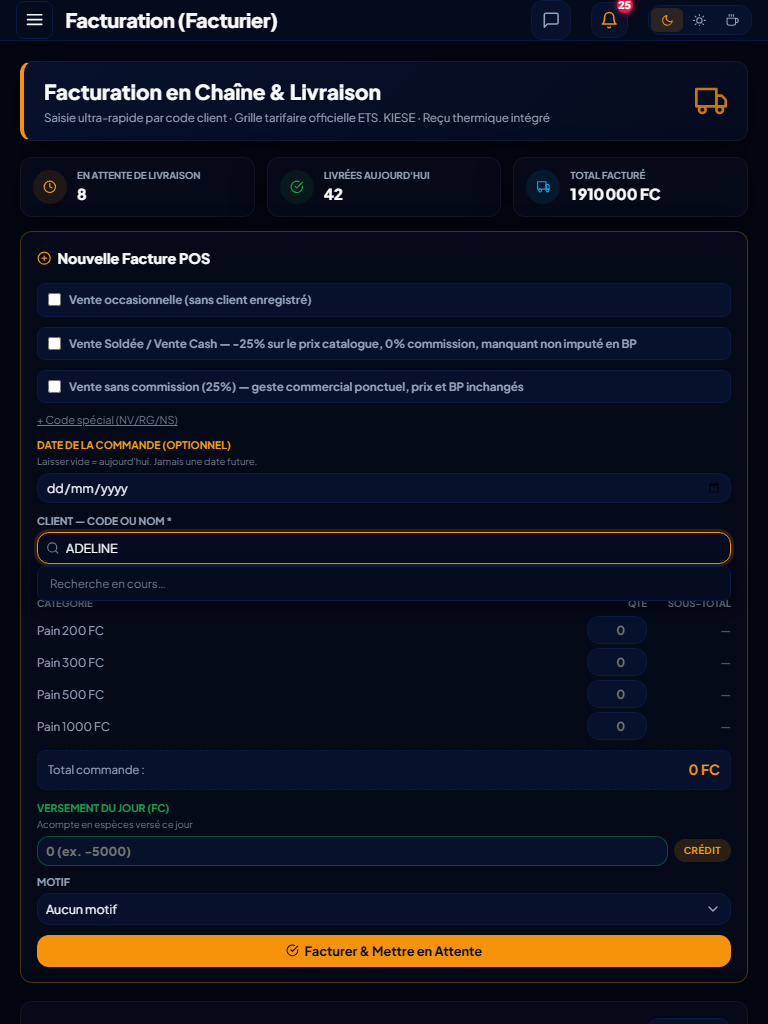 Facturation (Facturier)
25
Facturation en Chaîne & Livraison
Saisie ultra-rapide par code client · Grille tarifaire officielle ETS. KIESE · Reçu thermique intégré
EN ATTENTE DE LIVRAISON
8
LIVRÉES AUJOURD'HUI
42
TOTAL FACTURÉ
1 910 000 FC
Nouvelle Facture POS
Vente occasionnelle (sans client enregistré)
Vente Soldée / Vente Cash — -25% sur le prix catalogue, 0% commission, manquant non imputé en BP
Vente sans commission (25%) — geste commercial ponctuel, prix et BP inchangés
+ Code spécial (NV/RG/NS)
DATE DE LA COMMANDE (OPTIONNEL)
Laisser vide = aujourd'hui. Jamais une date future.
dd/mm/yyyy
CLIENT — CODE OU NOM *
ADELINE
Recherche en cours…
CATÉGORIE QTÉ SOUS-TOTAL
Pain 200 FC 0 —
Pain 300 FC 0 —
Pain 500 FC 0 —
Pain 1000 FC 0 —
Total commande : 0 FC
VERSEMENT DU JOUR (FC)
Acompte en espèces versé ce jour
0 (ex. -5000) CRÉDIT
MOTIF
Aucun motif
Facturer & Mettre en Attente